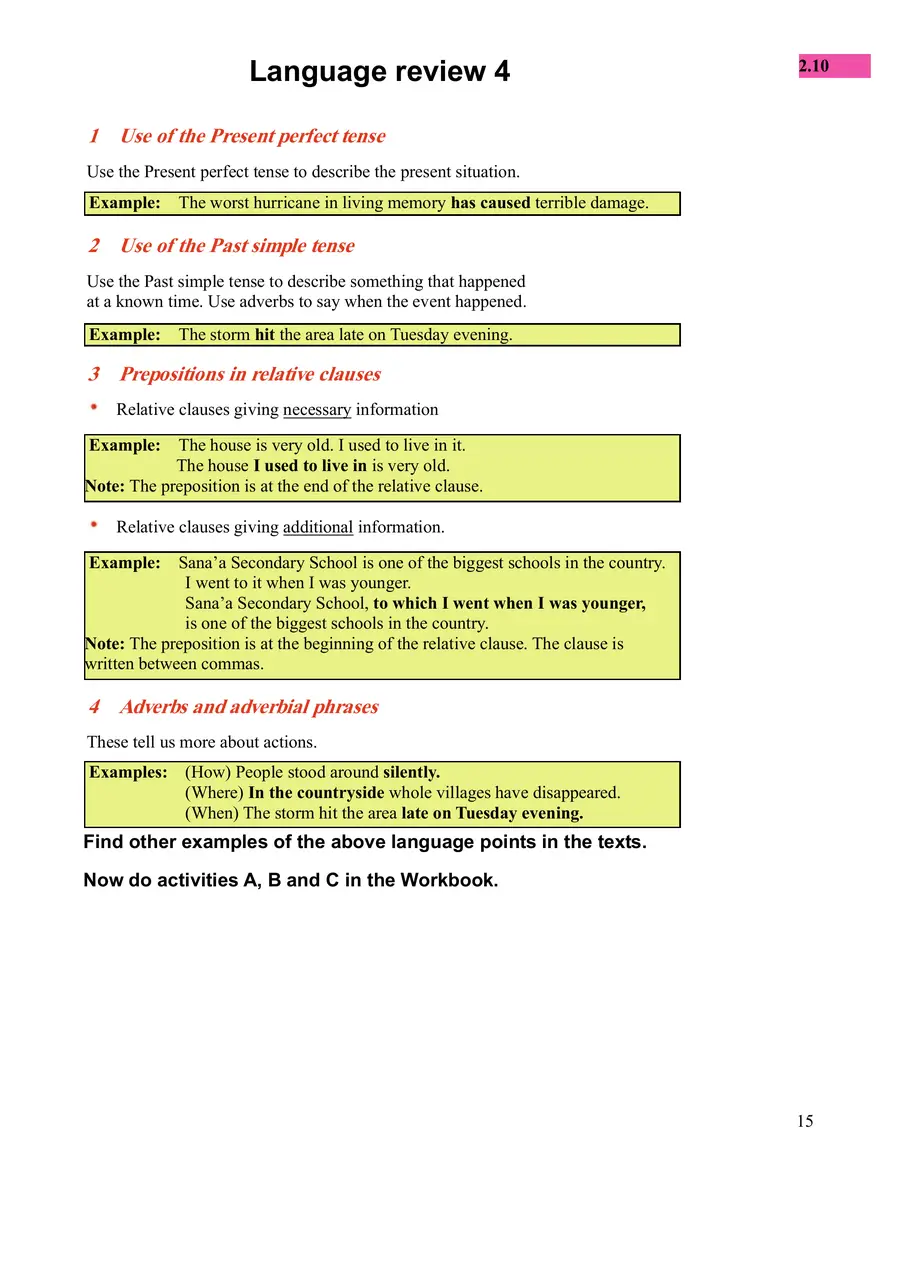 Language review 4
2.10
1 Use of the Present perfect tense
Use the Present perfect tense to describe the present situation.
Example: The worst hurricane in living memory has caused terrible damage.
2 Use of the Past simple tense
Use the Past simple tense to describe something that happened
at a known time. Use adverbs to say when the event happened.
Example: The storm hit the area late on Tuesday evening.
3 Prepositions in relative clauses
• Relative clauses giving necessary information
Example: The house is very old. I used to live in it.
The house I used to live in is very old.
Note: The preposition is at the end of the relative clause.
• Relative clauses giving additional information.
Example: Sana’a Secondary School is one of the biggest schools in the country.
I went to it when I was younger.
Sana’a Secondary School, to which I went when I was younger,
is one of the biggest schools in the country.
Note: The preposition is at the beginning of the relative clause. The clause is
written between commas.
4 Adverbs and adverbial phrases
These tell us more about actions.
Examples: (How) People stood around silently.
(Where) In the countryside whole villages have disappeared.
(When) The storm hit the area late on Tuesday evening.
Find other examples of the above language points in the texts.
Now do activities A, B and C in the Workbook.
15